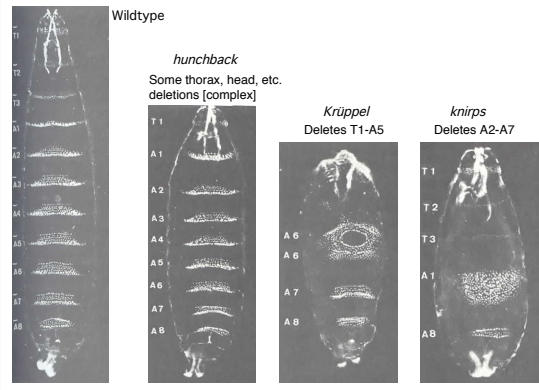 Wildtype
T1
T2
T3
A1
A2
A3
A4
A5
A6
A7
A8
hunchback
Some thorax, head, etc.
deletions [complex]
T1
A1
A2
A3
A4
A5
A6
A7
A8
Krüppel
Deletes T1-A5
A6
A6
A7
A8
knirps
Deletes A2-A7
T1
T2
T3
A1
A8